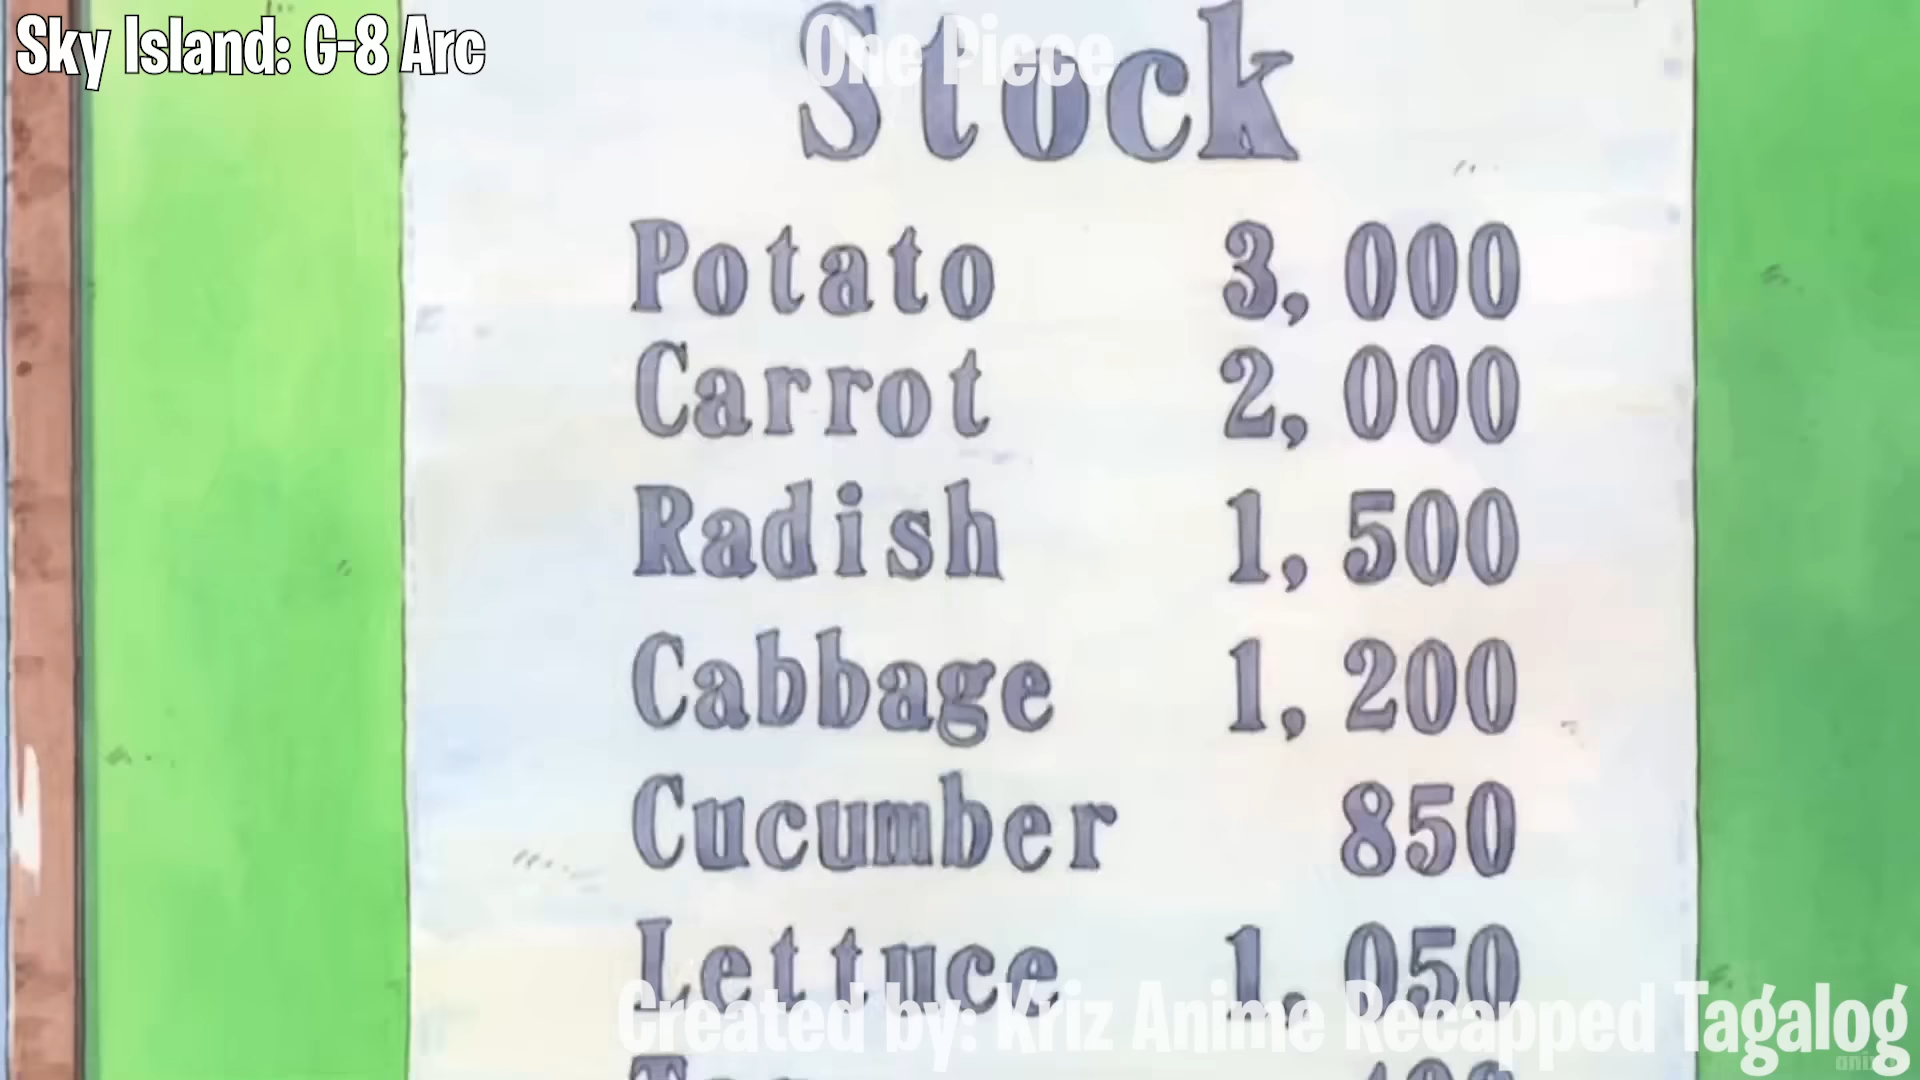 Sky Island: G-8 Arc
One Piece
Stock
Potato 3,000
Carrot 2,000
Radish 1,500
Cabbage 1,200
Cucumber 850
Lettuce 1,050
Created by: Kriz Anime Recapped Tagalog